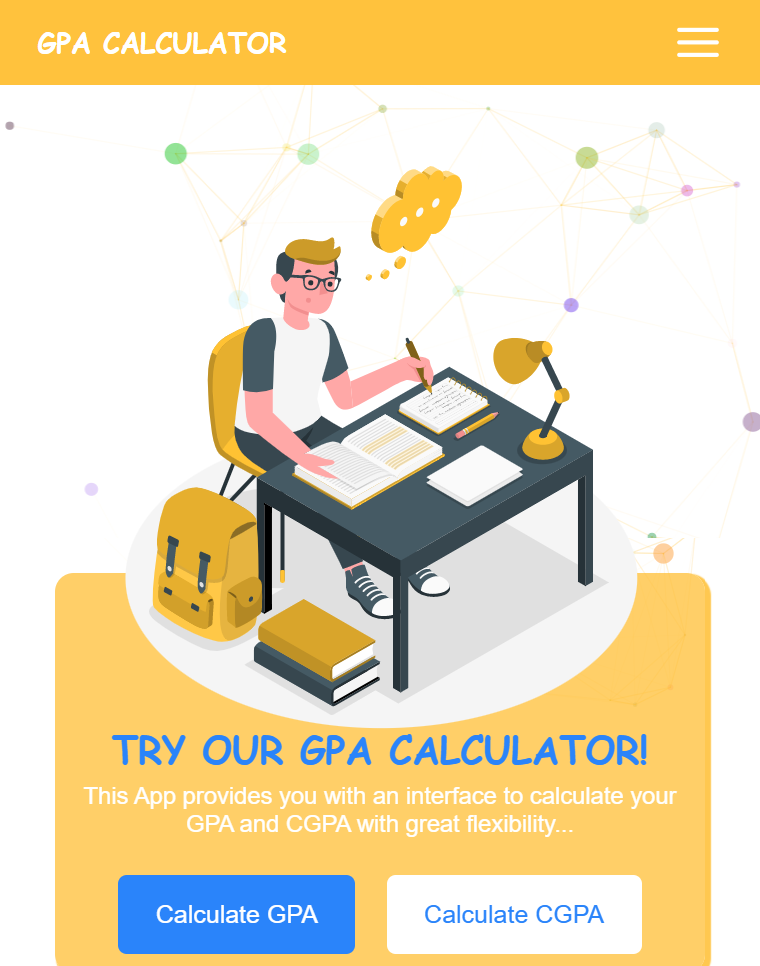 GPA CALCULATOR
TRY OUR GPA CALCULATOR!
This App provides you with an interface to calculate your
GPA and CGPA with great flexibility...
Calculate GPA
Calculate CGPA